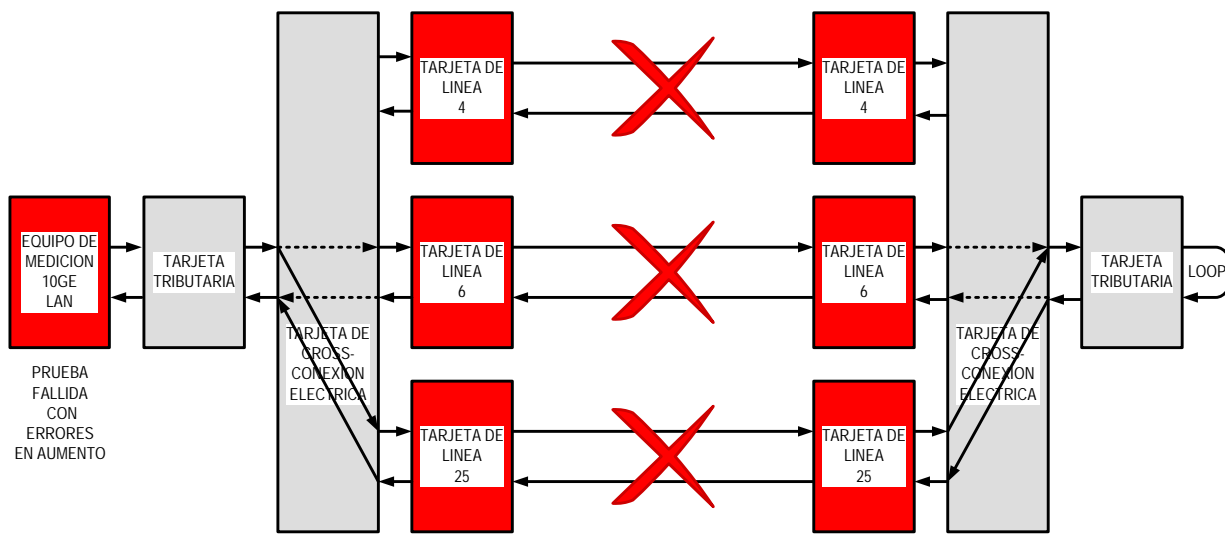 EQUIPO DE
MEDICION
10GE
LAN
PRUEBA
FALLIDA
CON
ERRORES
EN AUMENTO
TARJETA
TRIBUTARIA
TARJETA DE
CROSS-
CONEXION
ELECTRICA
TARJETA DE
LINEA
4
TARJETA DE
LINEA
4
TARJETA DE
LINEA
6
TARJETA DE
LINEA
6
TARJETA DE
LINEA
25
TARJETA DE
LINEA
25
TARJETA DE
CROSS-
CONEXION
ELECTRICA
TARJETA
TRIBUTARIA
LOOP